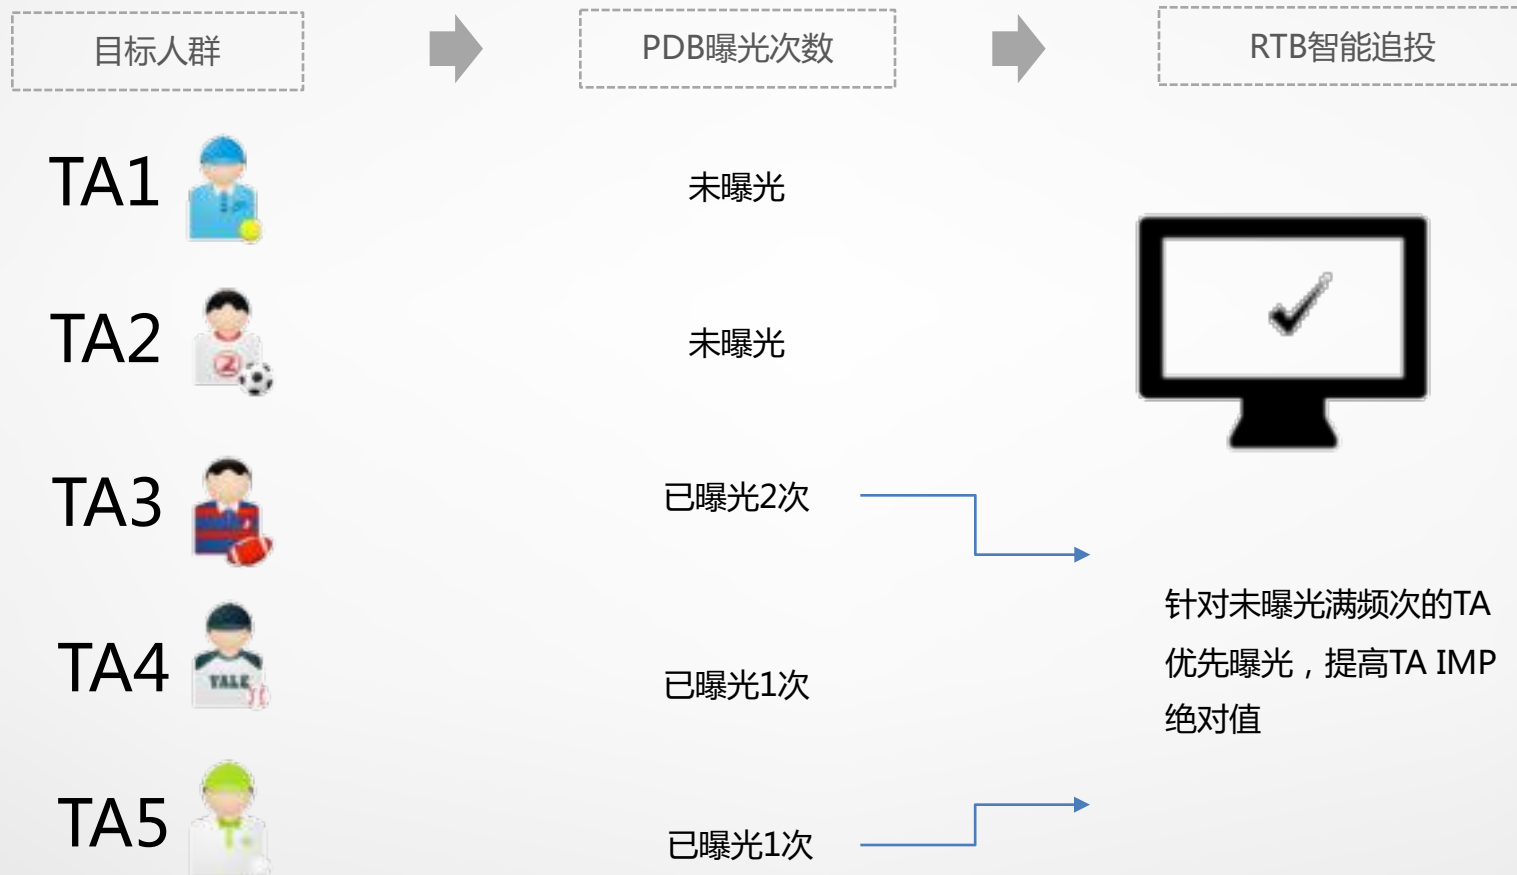 目标人群
PDB曝光次数
RTB智能追投
TA1
未曝光
TA2
未曝光
TA3
已曝光2次
TA4
YALE
已曝光1次
TA5
已曝光1次
针对未曝光满频次的TA
优先曝光，提高TA IMP
绝对值